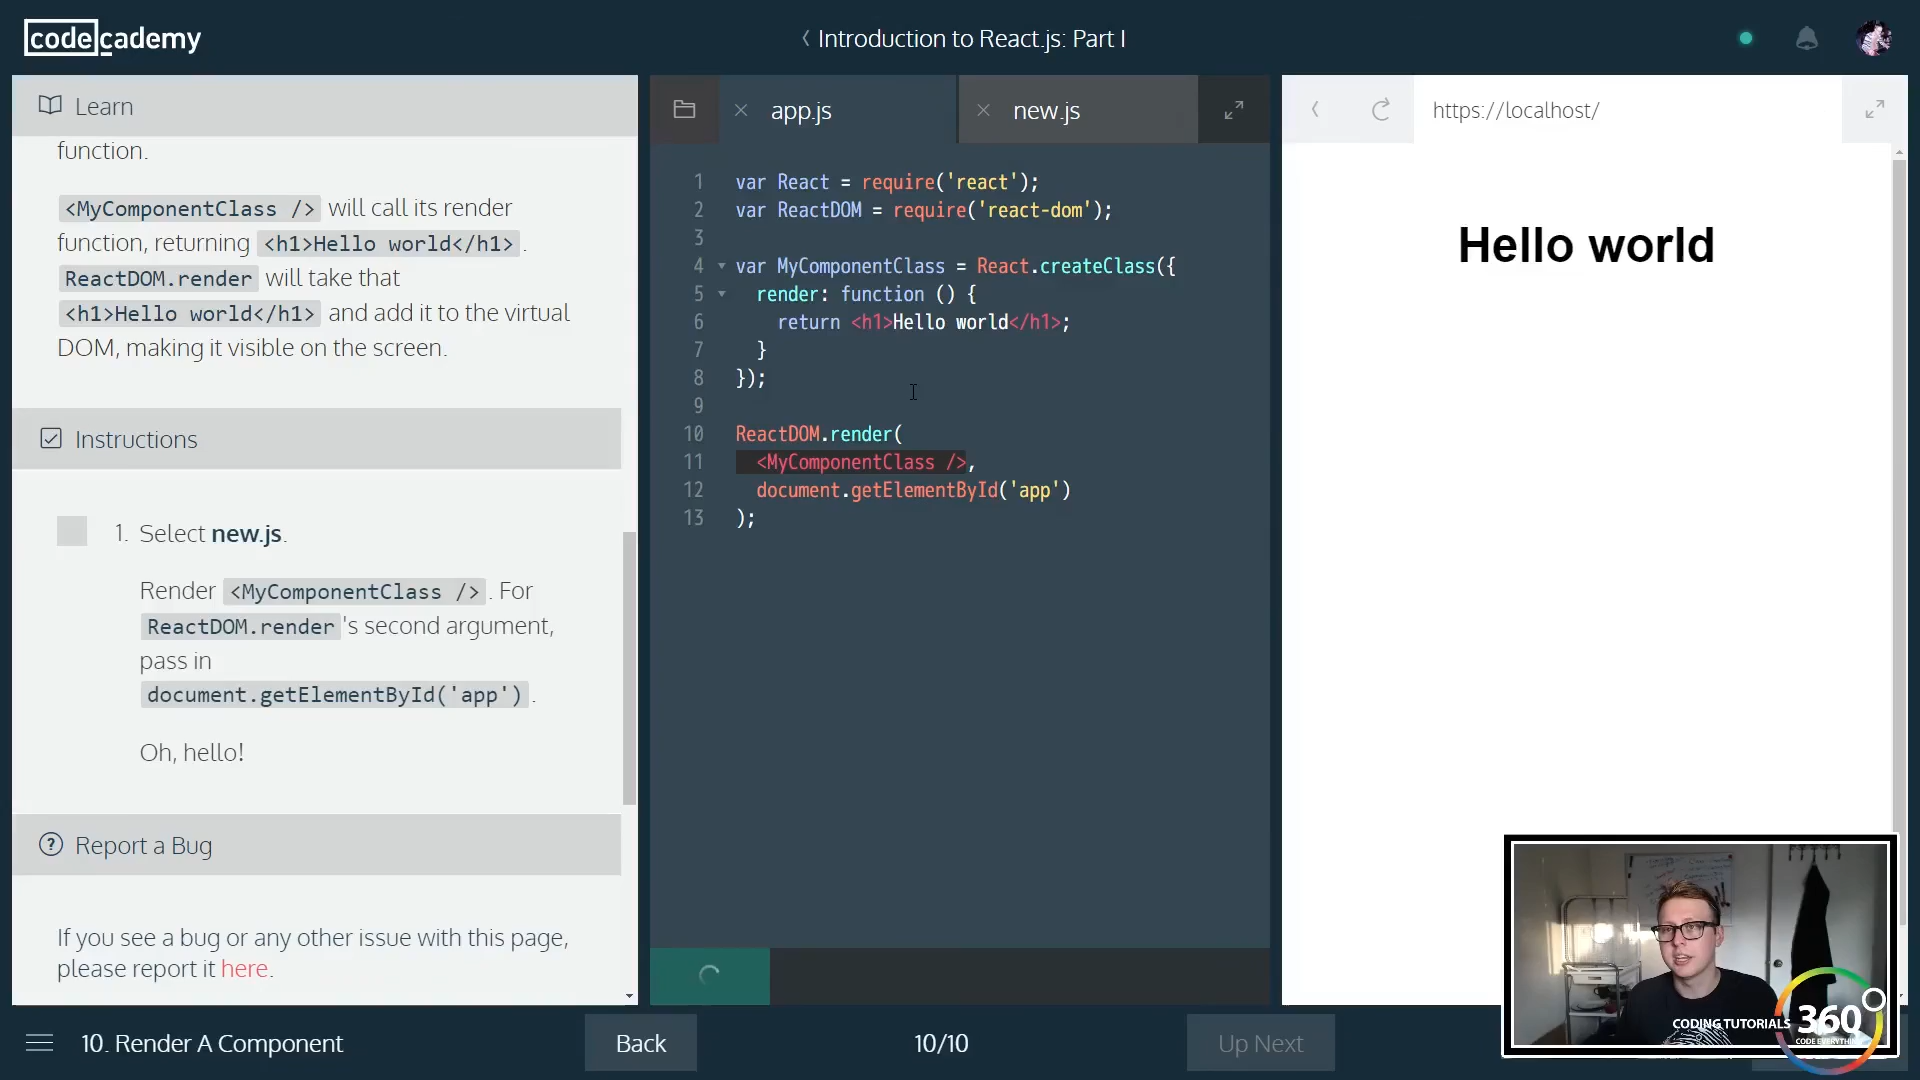 codecademy
Introduction to React.js: Part I
Learn
function.
<MyComponentClass /> will call its render
function, returning <h1>Hello world</h1>.
ReactDOM.render will take that
<h1>Hello world</h1> and add it to the virtual
DOM, making it visible on the screen.
Instructions
1. Select new.js.
Render <MyComponentClass />. For
ReactDOM.render's second argument,
pass in
document.getElementById('app').
Oh, hello!
Report a Bug
If you see a bug or any other issue with this page,
please report it here.
app.js
new.js
1 var React = require('react');
2 var ReactDOM = require('react-dom');
3
4 var MyComponentClass = React.createClass({
5 render: function () {
6 return <h1>Hello world</h1>;
7 }
8 });
9
10 ReactDOM.render(
11 <MyComponentClass />,
12 document.getElementById('app')
13 );
https://localhost/
Hello world
CODING TUTORIALS 360
CODE EVERYTHING
10. Render A Component
Back
10/10
Up Next